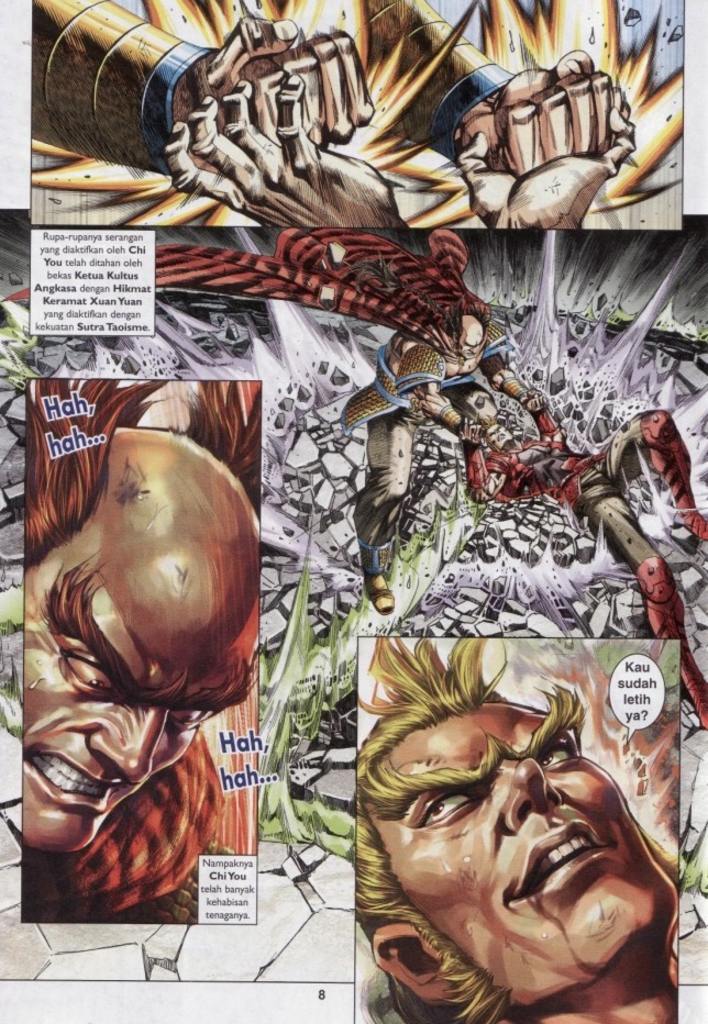 Rupa-rupanya serangan
yang diaktifkan oleh Chi
You telah ditahan oleh
bekas Ketua Kultus
Angkasa dengan Hikmat
Keramat Xuan Yuan
yang diaktifkan dengan
kekuatan Sutra Taoisme.
Hah,
hah...
Hah,
hah...
Nampaknya
Chi You
telah banyak
kehabisan
tenaganya.
Kau
sudah
letih
ya?
8